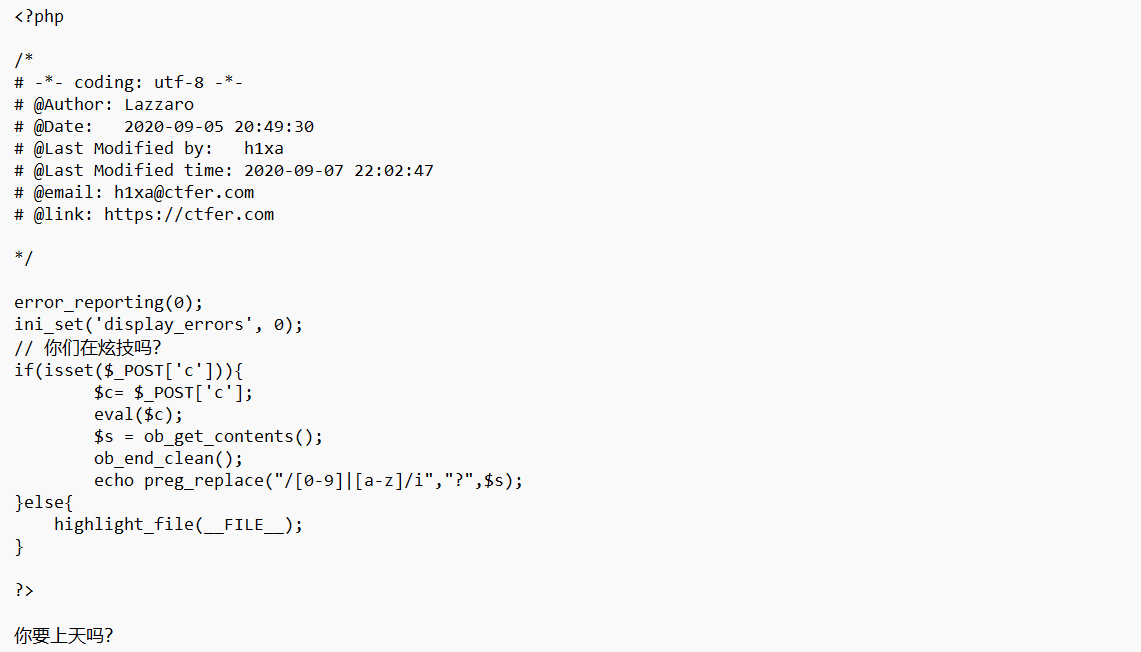 <?php
/*
# -*- coding: utf-8 -*-
# @Author: Lazzaro
# @Date:   2020-09-05 20:49:30
# @Last Modified by:   h1xa
# @Last Modified time: 2020-09-07 22:02:47
# @email: h1xa@ctfer.com
# @link: https://ctfer.com
*/
error_reporting(0);
ini_set('display_errors', 0);
// 你们在炫技吗?
if(isset($_POST['c'])){
        $c= $_POST['c'];
        eval($c);
        $s = ob_get_contents();
        ob_end_clean();
        echo preg_replace("/[0-9]|[a-z]/i","?",$s);
}else{
    highlight_file(__FILE__);
}
?>
你要上天吗?